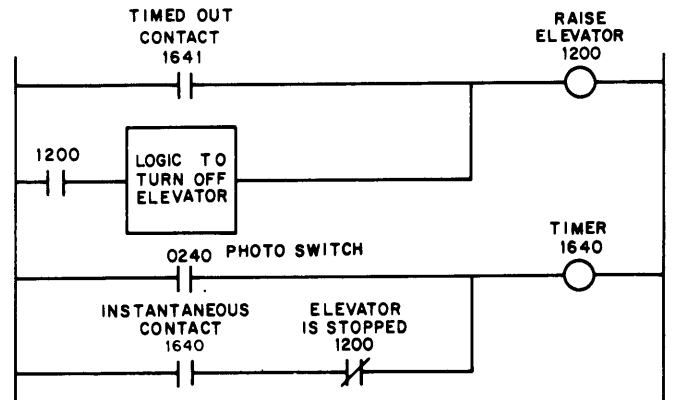 TIMED OUT
CONTACT
1641
RAISE
ELEVATOR
1200
1200
LOGIC TO
TURN OFF
ELEVATOR
TIMER
1640
0240 PHOTO SWITCH
INSTANTANEOUS
CONTACT
1640
ELEVATOR
IS STOPPED
1200